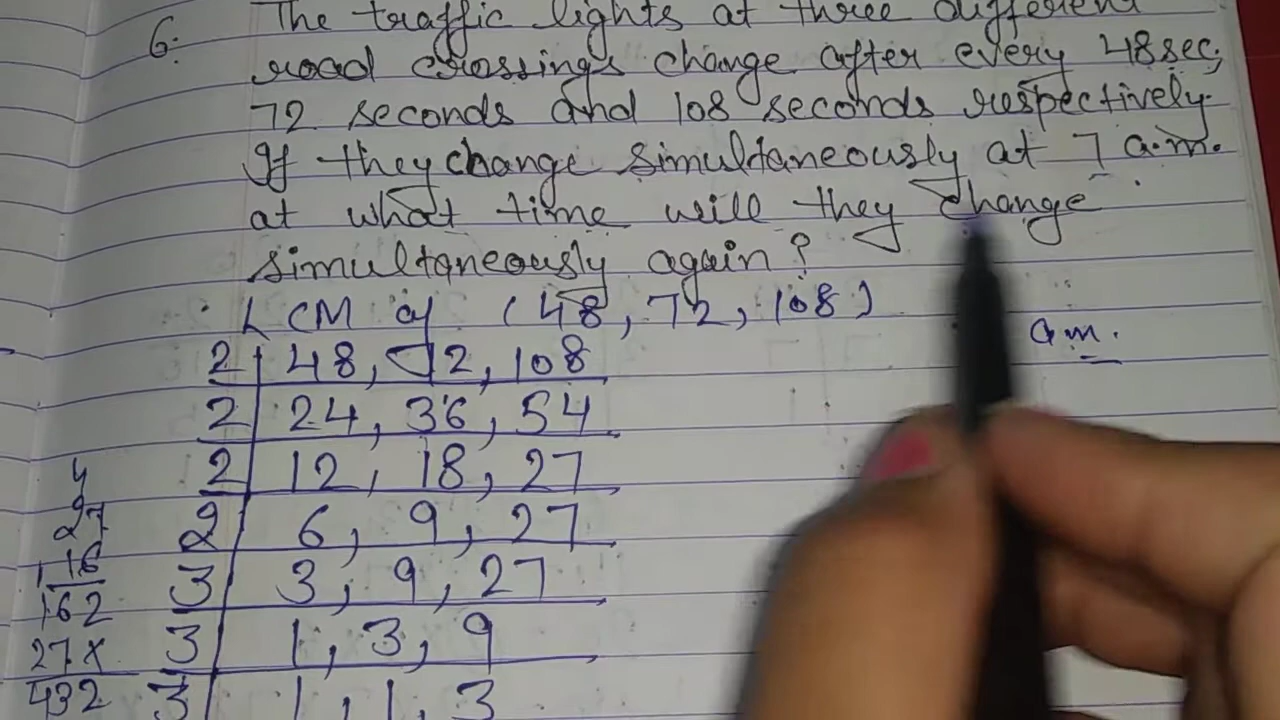 6. The traffic lights at three different
road crossings change after every 48 sec,
72 seconds and 108 seconds respectively.
If they change simultaneously at 7 a.m.
at what time will they change
simultaneously again?
LCM of (48, 72, 108)
a.m.
2 | 48, 72, 108
2 | 24, 36, 54
2 | 12, 18, 27
2 | 6, 9, 27
3 | 3, 9, 27
3 | 1, 3, 9
3 | 1, 1, 3
4
27
16
162
27x
432